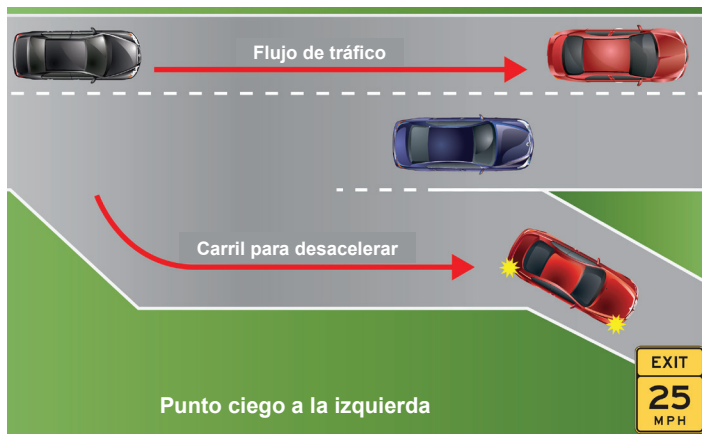 Flujo de tráfico
Carril para desacelerar
Punto ciego a la izquierda
EXIT
25
MPH